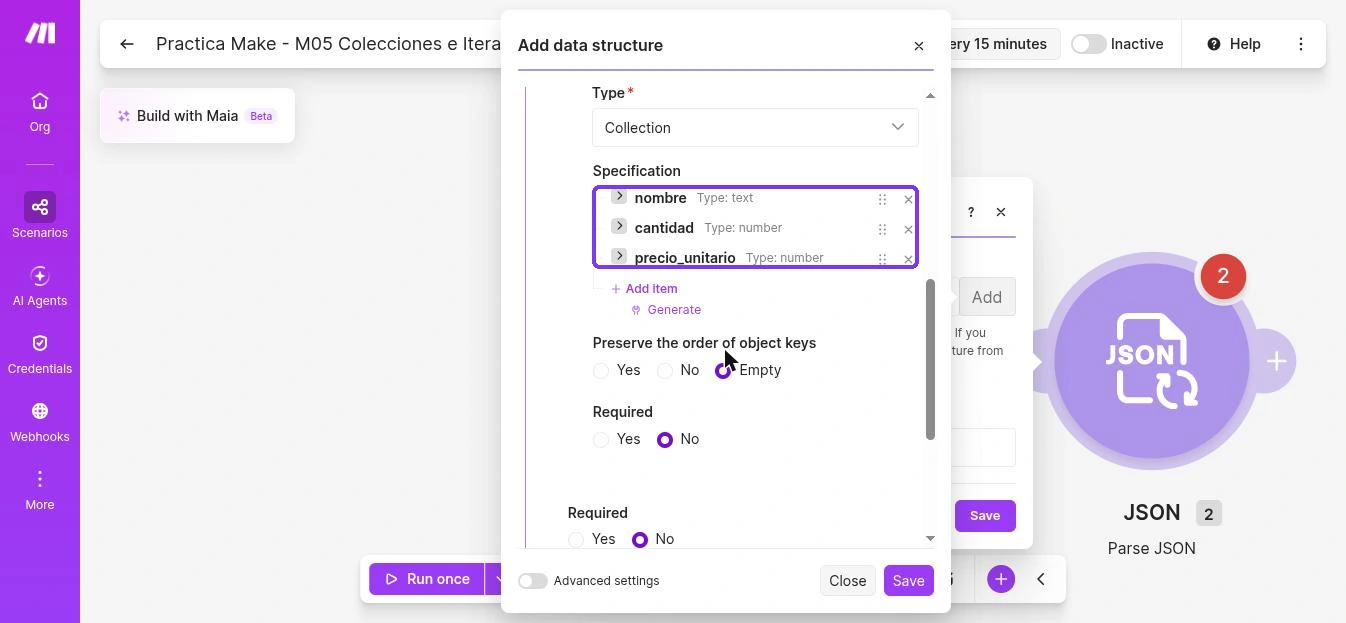 Practica Make - M05 Colecciones e Itera
Build with Maia Beta
Org
Scenarios
AI Agents
Credentials
Webhooks
More
Add data structure
Type*
Collection
Specification
nombre Type: text
cantidad Type: number
precio_unitario Type: number
Add item
Generate
Preserve the order of object keys
Yes No Empty
Required
Yes No
Required
Yes No
Advanced settings
Close Save
Run once
ery 15 minutes
Inactive
Help
?
Add
If you
ture from
Save
2
JSON
JSON 2
Parse JSON